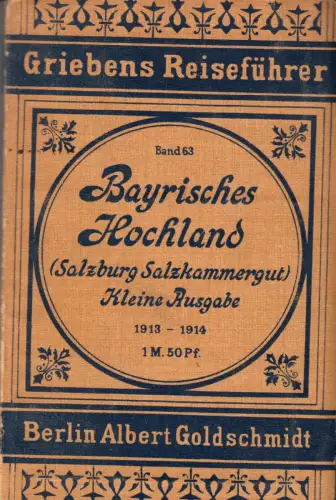 Griebens Reiseführer
Band 63
Bayrisches
Hochland
(Salzburg Salzkammergut)
Kleine Ausgabe
1913 - 1914
1 M. 50 Pf.
Berlin Albert Goldschmidt